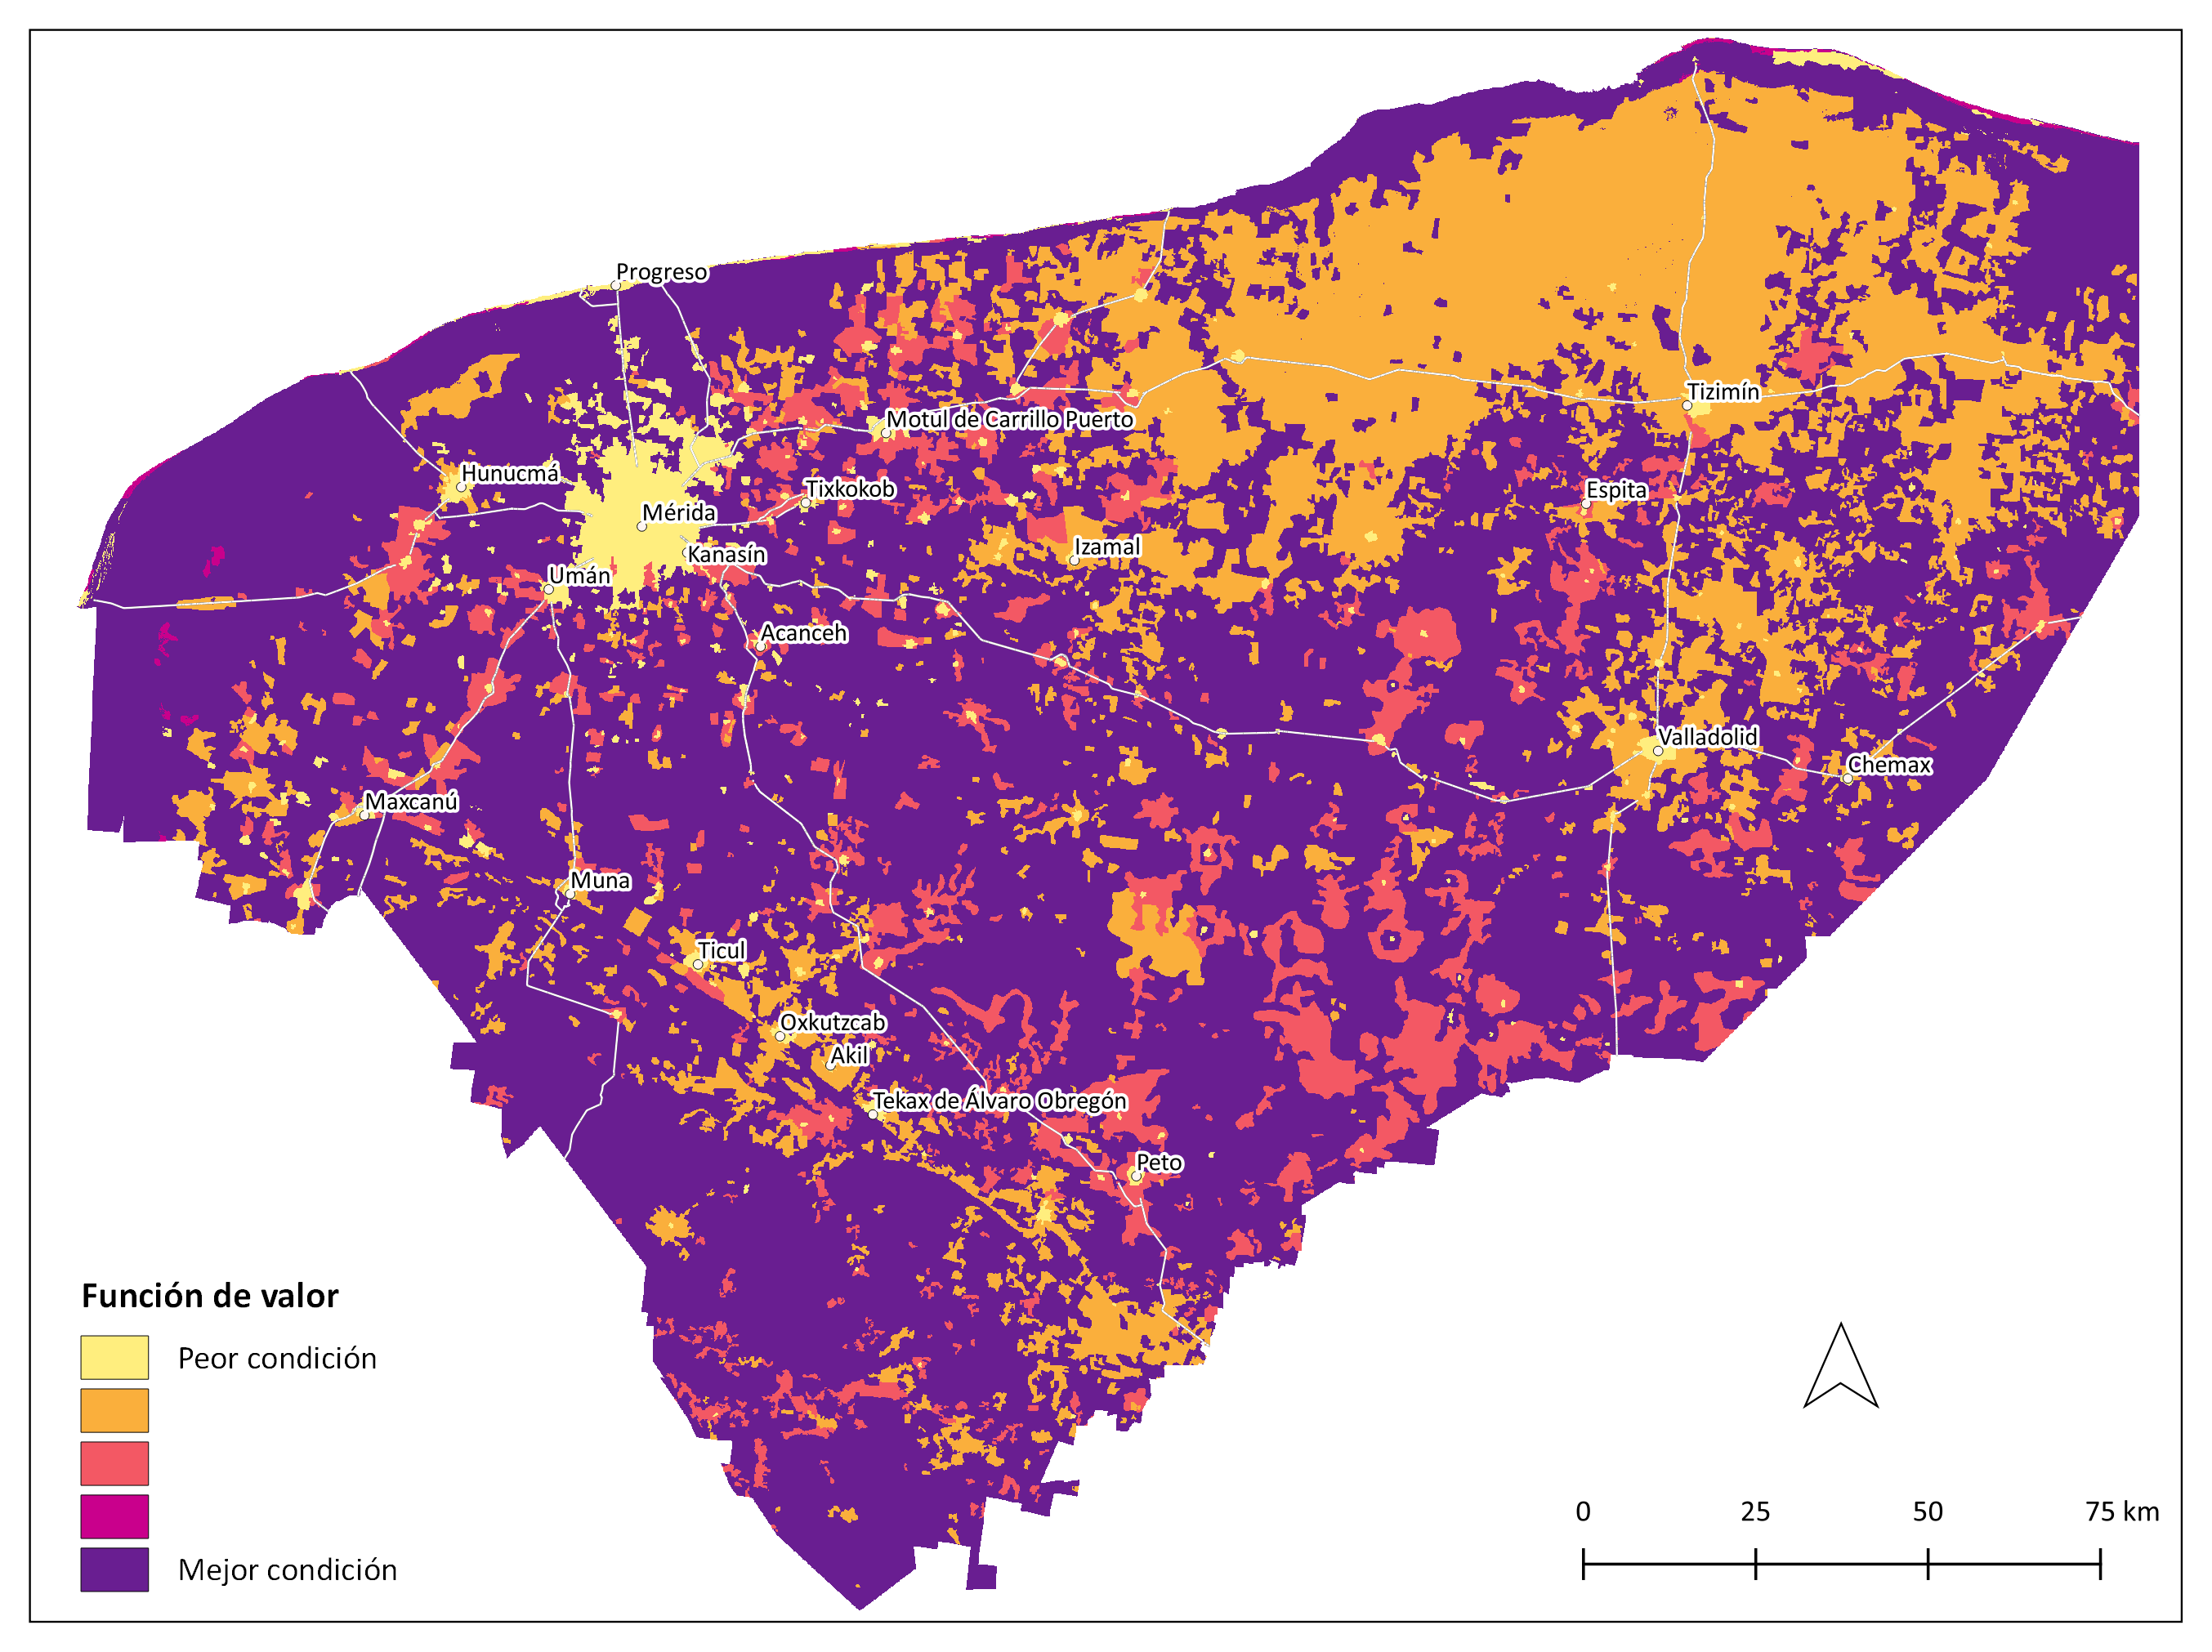 Progreso
Tizimín
Motul de Carrillo Puerto
Hunucmá
Tixkokob
Espita
Mérida
Izamal
Kanasín
Umán
Acanceh
Valladolid
Chemax
Maxcanú
Muna
Ticul
Oxkutzcab
Akil
Tekax de Álvaro Obregón
Peto
Función de valor
Peor condición
Mejor condición
0 25 50 75 km